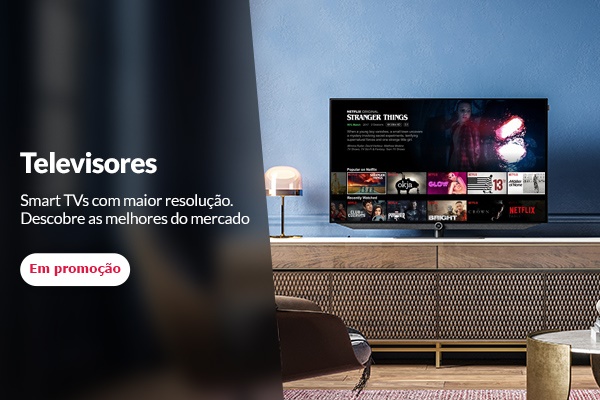 Televisores
Smart TVs com maior resolução.
Descobre as melhores do mercado
Em promoção
NETFLIX ORIGINAL
STRANGER THINGS
Popular on Netflix
okja
GLOW
13
Recently Watched
BRIGHT
NETFLIX